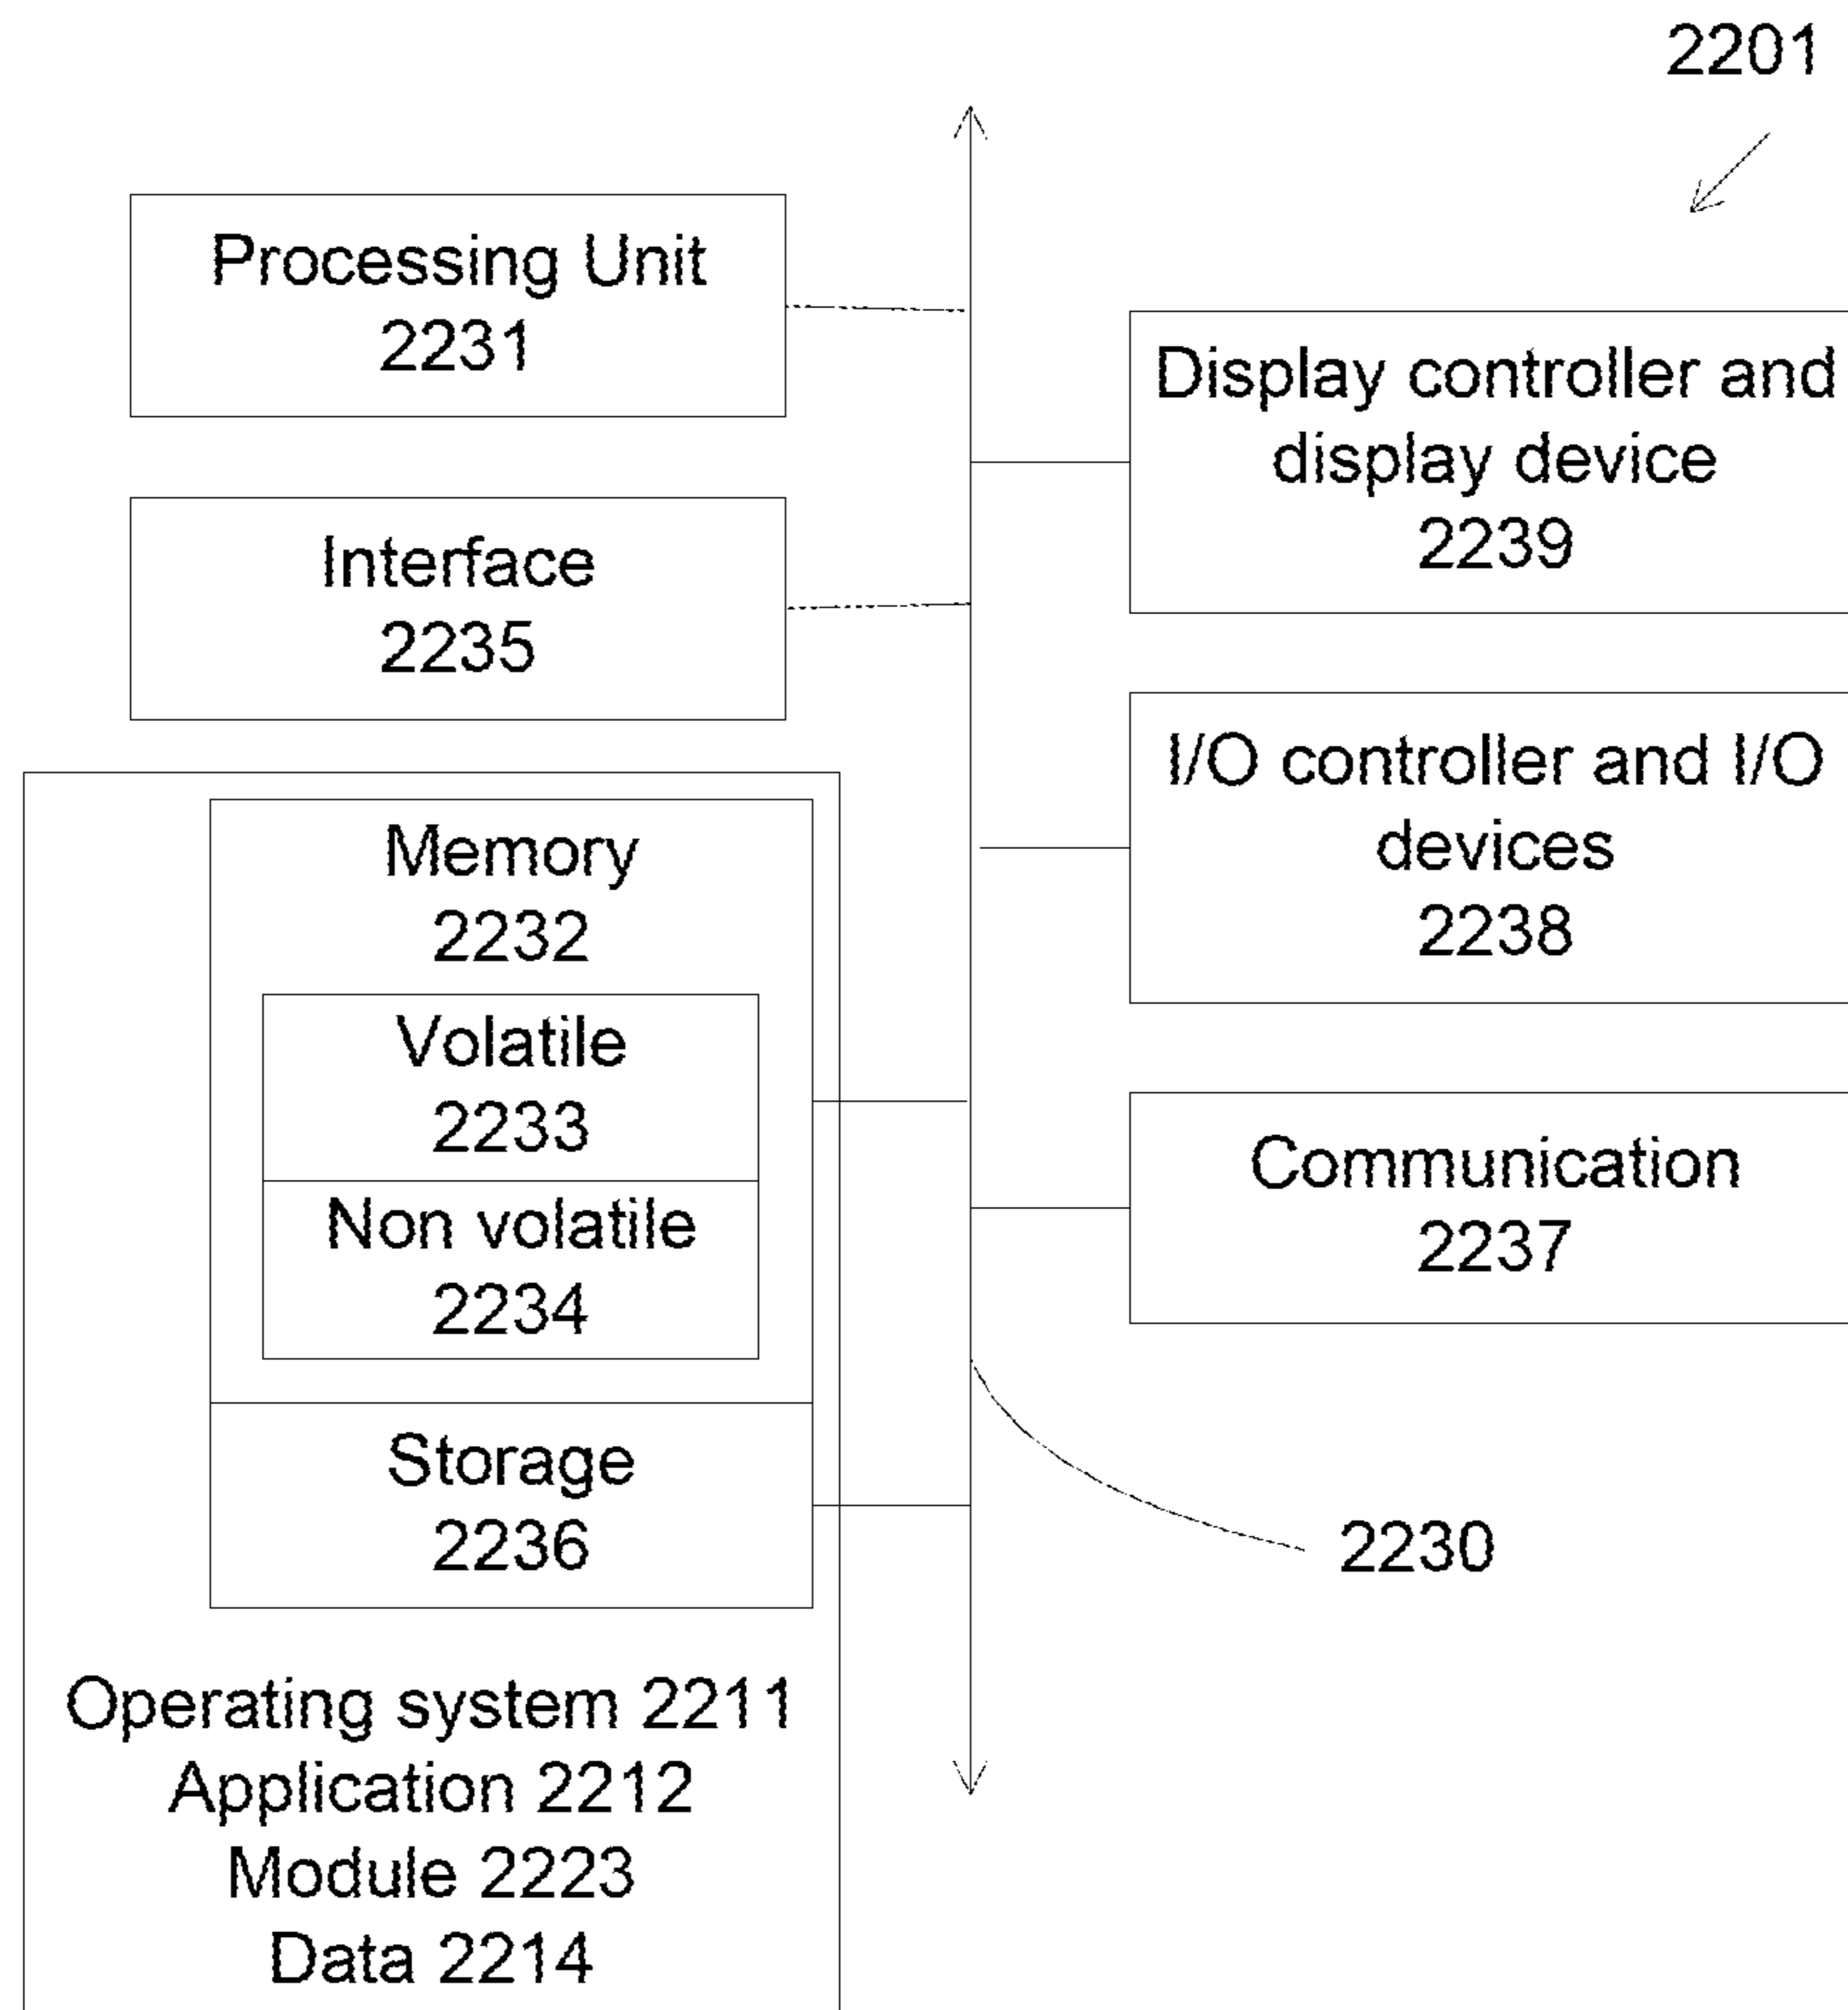 2201
Processing Unit
2231
Display controller and
display device
2239
Interface
2235
I/O controller and I/O
devices
2238
Memory
2232
Volatile
2233
Non volatile
2234
Communication
2237
Storage
2236
2230
Operating system 2211
Application 2212
Module 2223
Data 2214